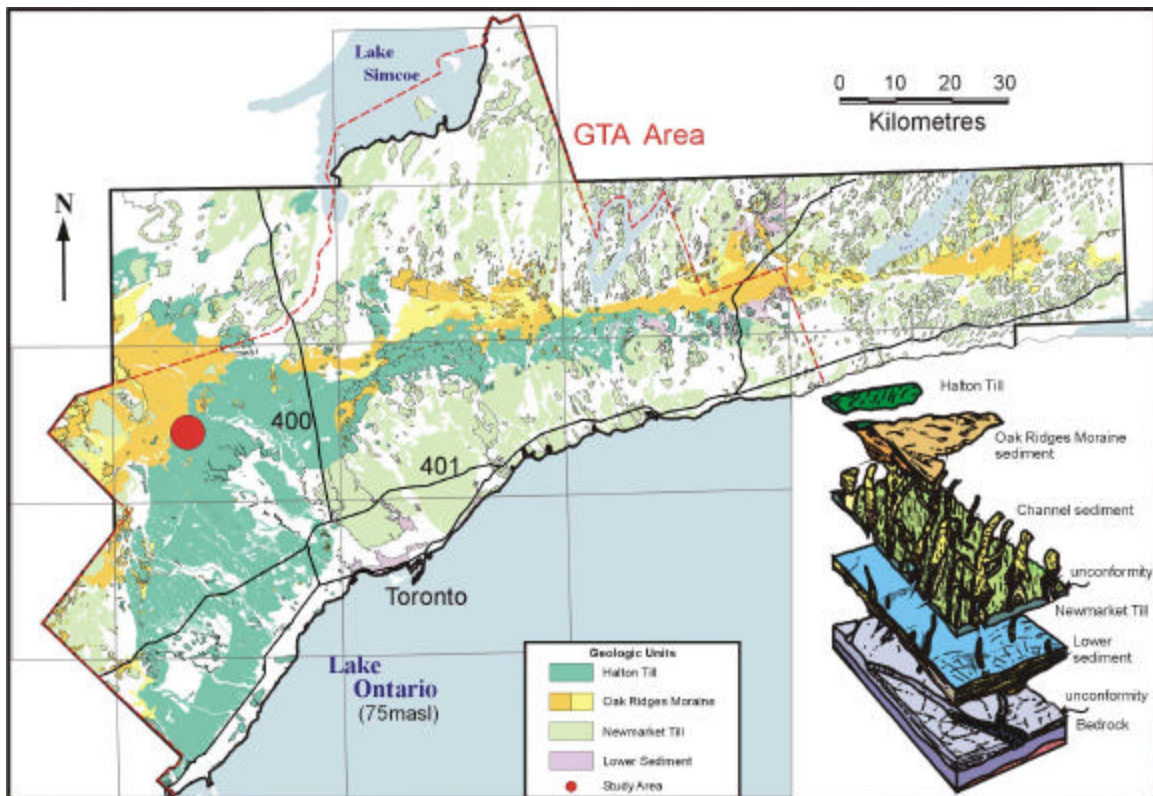 Lake
Simcoe
0 10 20 30
Kilometres
GTA Area
N
400
401
Toronto
Lake
Ontario
(75masl)
Halton Till
Oak Ridges Moraine
sediment
Channel sediment
unconformity
Newmarket Till
Lower
sediment
unconformity
Bedrock
Geologic Units
Halton Till
Oak Ridges Moraine
Newmarket Till
Lower Sediment
Study Area